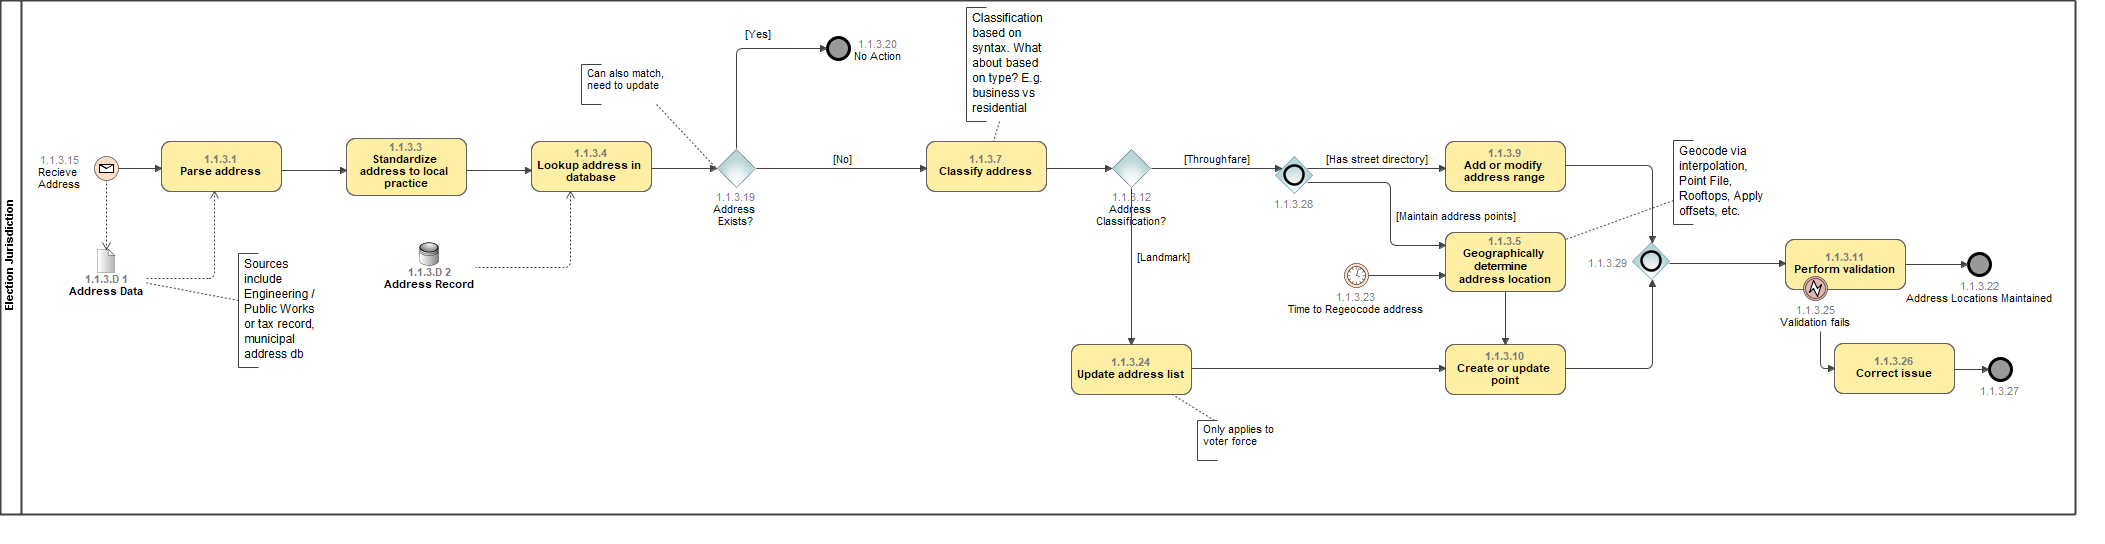 Election Jurisdiction
1.1.3.15
Recieve
Address
1.1.3.D 1
Address Data
1.1.3.1
Parse address
Sources
include
Engineering /
Public Works
or tax record,
municipal
address db
1.1.3.3
Standardize
address to local
practice
1.1.3.D 2
Address Record
1.1.3.4
Lookup address in
database
Can also match,
need to update
[Yes]
1.1.3.20
No Action
1.1.3.19
Address
Exists?
[No]
Classification
based on
syntax. What
about based
on type? E.g.
business vs
residential
1.1.3.7
Classify address
1.1.3.12
Address
Classification?
[Throughfare]
[Landmark]
1.1.3.24
Update address list
Only applies to
voter force
1.1.3.28
[Has street directory]
[Maintain address points]
1.1.3.9
Add or modify
address range
1.1.3.5
Geographically
determine
address location
1.1.3.23
Time to Regeocode address
1.1.3.10
Create or update
point
Geocode via
interpolation,
Point File,
Rooftops, Apply
offsets, etc.
1.1.3.29
1.1.3.11
Perform validation
1.1.3.22
Address Locations Maintained
1.1.3.25
Validation fails
1.1.3.26
Correct issue
1.1.3.27